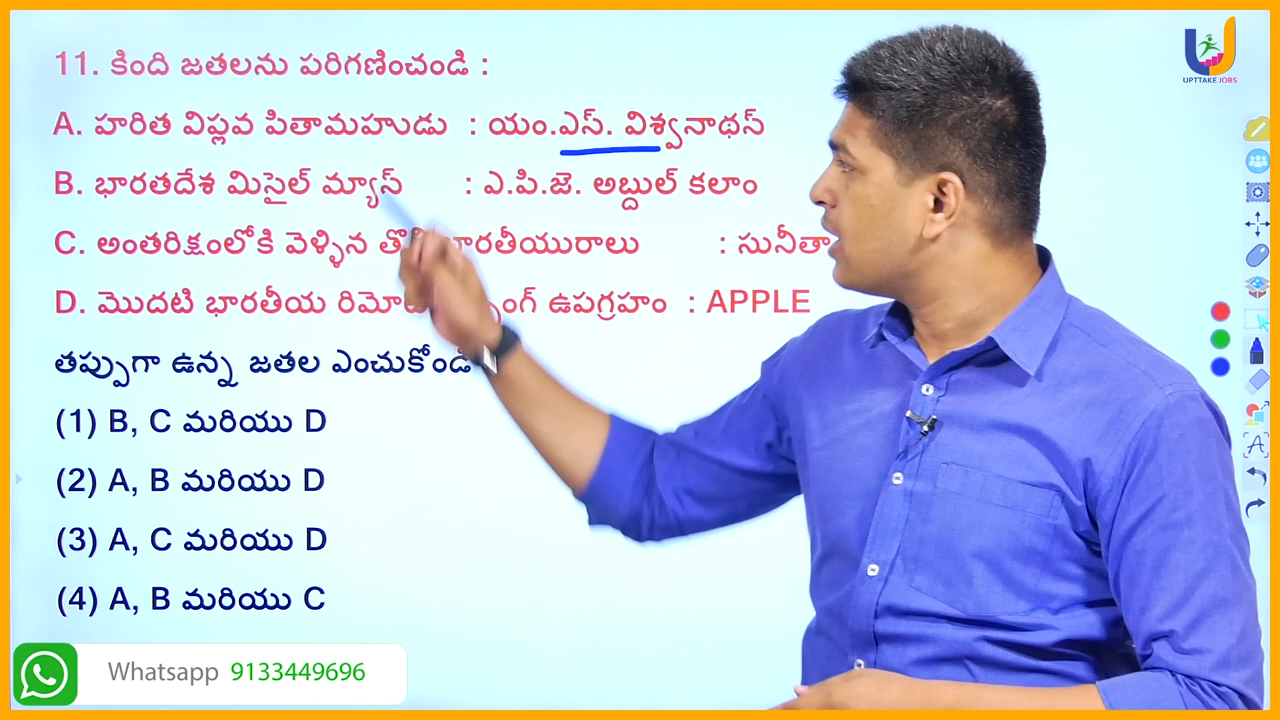 11. కింది జతలను పరిగణించండి :
UPTTAKE JOBS
A. హరిత విప్లవ పితామహుడు : యం.ఎస్. విశ్వనాథస్
B. భారతదేశ మిసైల్ మ్యాస్ : ఎ.పి.జె. అబ్దుల్ కలాం
C. అంతరిక్షంలోకి వెళ్ళిన : సునీతా
D. మొదటి భారతీయ ఉపగ్రహం : APPLE
తప్పుగా ఉన్న జతల ఎంచుకోండి
(1) B, C మరియు D
(2) A, B మరియు D
(3) A, C మరియు D
(4) A, B మరియు C
Whatsapp 9133449696